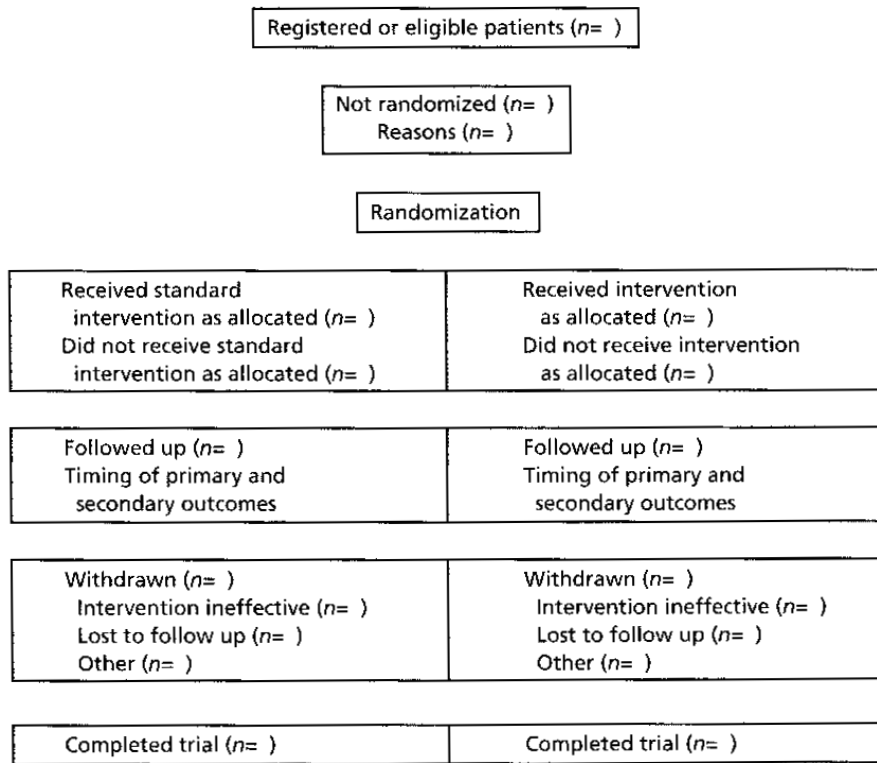 Registered or eligible patients (n= )
Not randomized (n= )
Reasons (n= )
Randomization
Received standard
intervention as allocated (n= )
Did not receive standard
intervention as allocated (n= )
Received intervention
as allocated (n= )
Did not receive intervention
as allocated (n= )
Followed up (n= )
Timing of primary and
secondary outcomes
Followed up (n= )
Timing of primary and
secondary outcomes
Withdrawn (n= )
Intervention ineffective (n= )
Lost to follow up (n= )
Other (n= )
Withdrawn (n= )
Intervention ineffective (n= )
Lost to follow up (n= )
Other (n= )
Completed trial (n= )
Completed trial (n= )